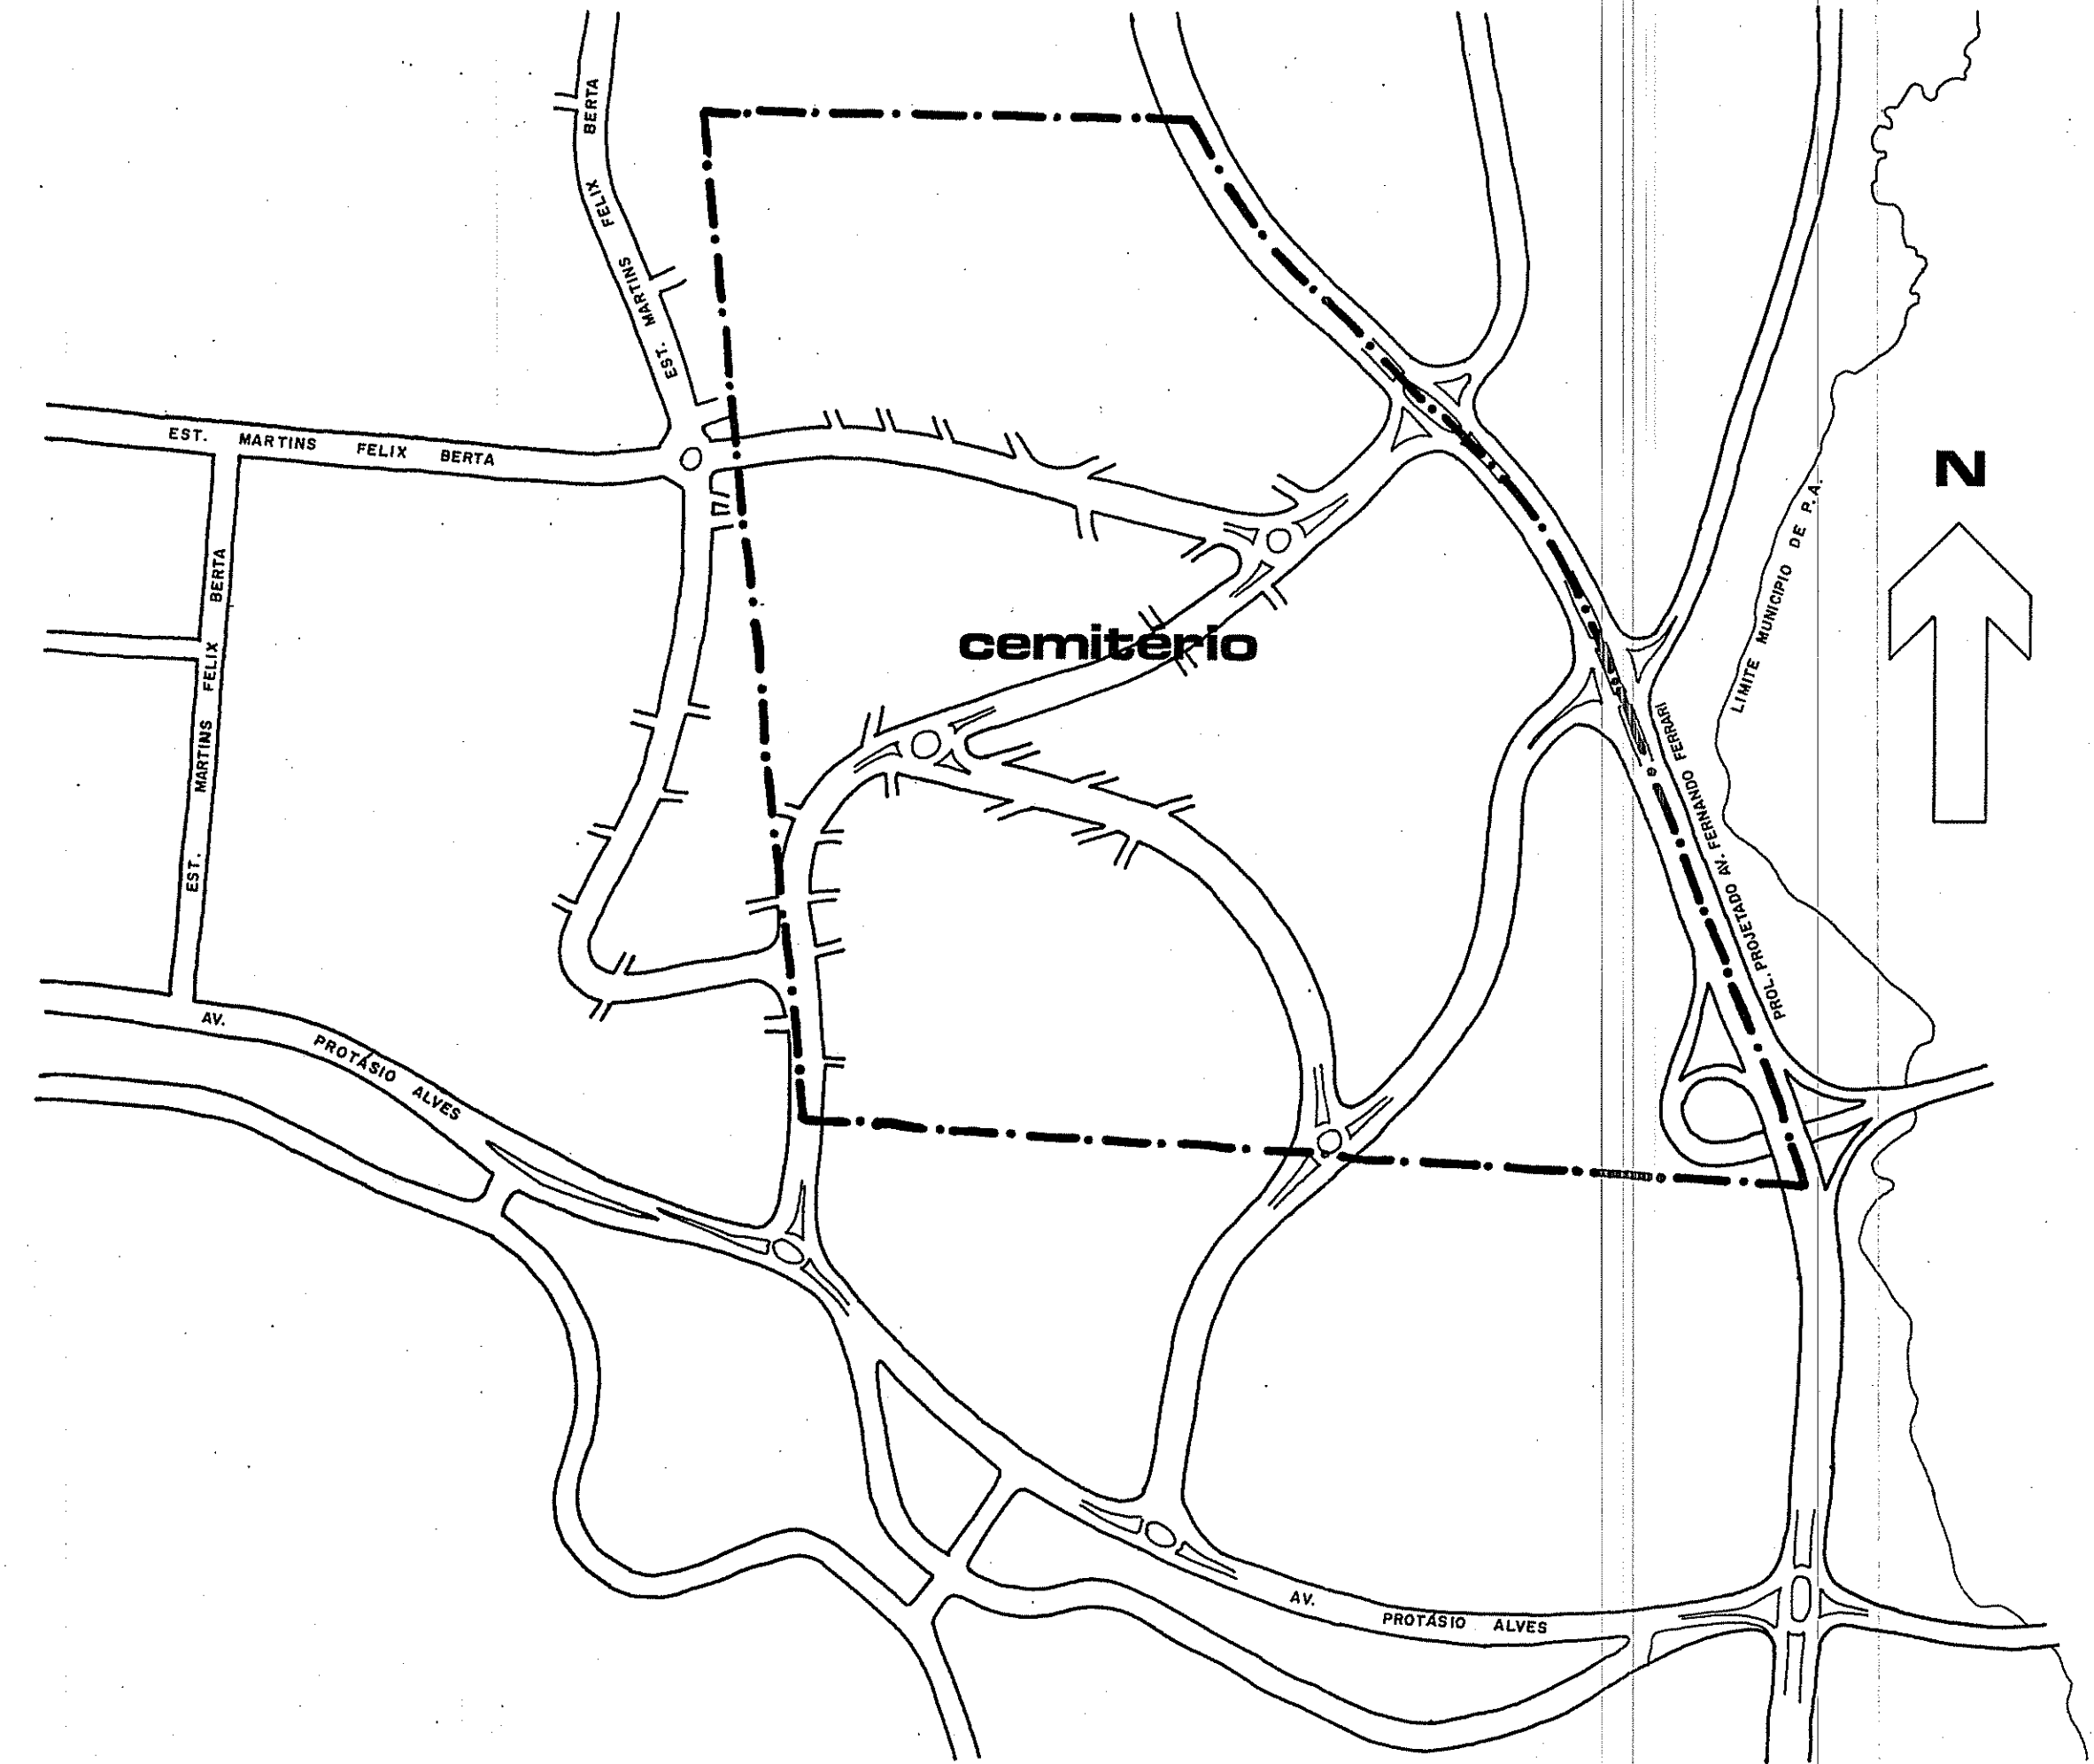 EST. MARTINS FELIX BERTA
EST. MARTINS FELIX BERTA
N
LIMITE MUNICIPIO DE P.A.
EST. MARTINS FELIX BERTA
cemitério
PROL. PROJETADO AV. FERNANDO FERRARI
AV. PROTÁSIO ALVES
AV. PROTÁSIO ALVES